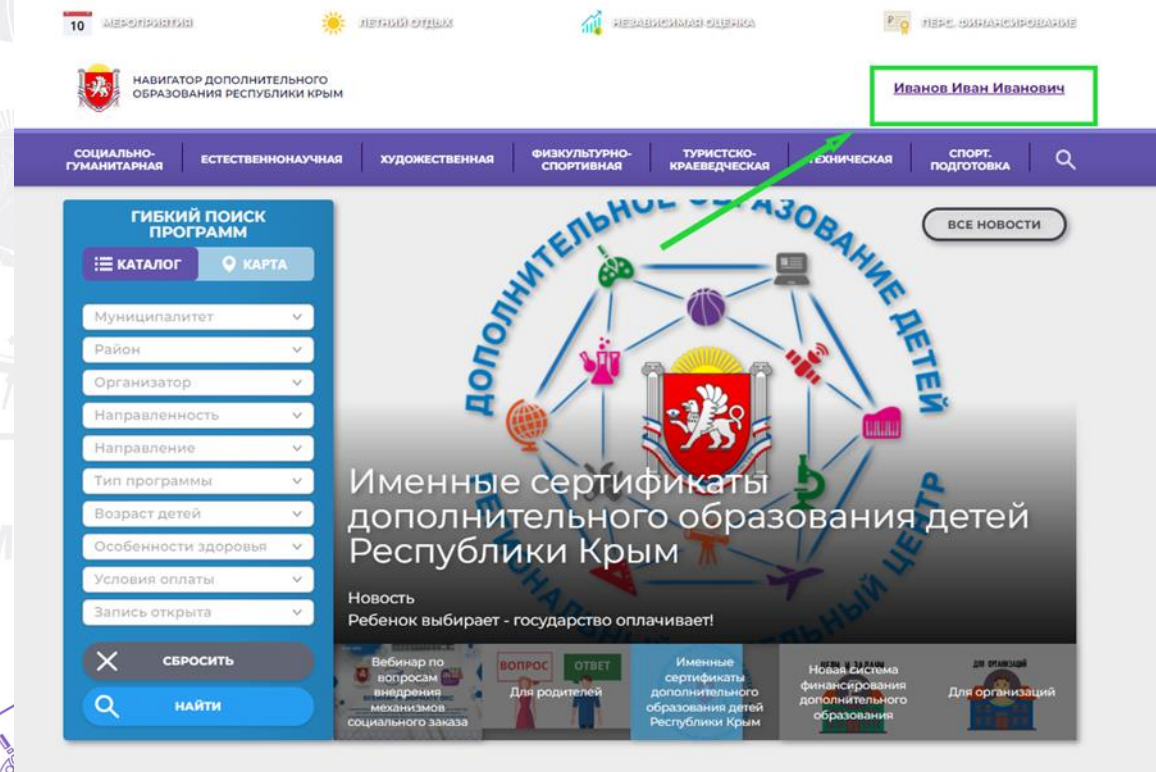 10 МЕРОПРИЯТИЯ
ЛЕТНИЙ ОТДЫХ
НЕЗАВИСИМАЯ ОЦЕНКА
ПЕРС. ФИНАНСИРОВАНИЕ
НАВИГАТОР ДОПОЛНИТЕЛЬНОГО
ОБРАЗОВАНИЯ РЕСПУБЛИКИ КРЫМ
Иванов Иван Иванович
СОЦИАЛЬНО-
ГУМАНИТАРНАЯ
ЕСТЕСТВЕННОНАУЧНАЯ
ХУДОЖЕСТВЕННАЯ
ФИЗКУЛЬТУРНО-
СПОРТИВНАЯ
ТУРИСТСКО-
КРАЕВЕДЧЕСКАЯ
ТЕХНИЧЕСКАЯ
СПОРТ.
ПОДГОТОВКА
ГИБКИЙ ПОИСК
ПРОГРАММ
КАТАЛОГ
КАРТА
Муниципалитет
Район
Организатор
Направленность
Направление
Тип программы
Возраст детей
Особенности здоровья
Условия оплаты
Запись открыта
СБРОСИТЬ
НАЙТИ
ДОПОЛНИТЕЛЬНОЕ ОБРАЗОВАНИЕ ДЕТЕЙ
ВСЕ НОВОСТИ
Именные сертификаты
дополнительного образования детей
Республики Крым
Новость
Ребенок выбирает - государство оплачивает!
Вебинар по
вопросам
внедрения
механизмов
социального заказа
ВОПРОС
ОТВЕТ
Для родителей
Именные
сертификаты
дополнительного
образования детей
Республики Крым
Новая система
финансирования
дополнительного
образования
ДЛЯ ОРГАНИЗАЦИЙ
Для организаций